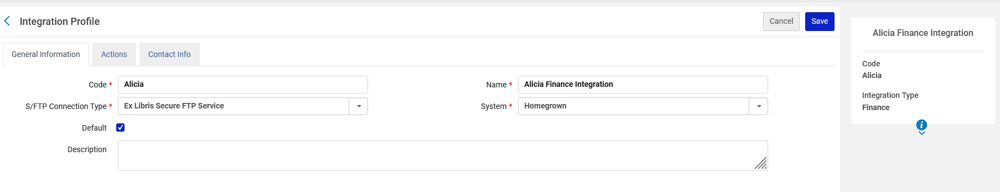 Integration Profile
Cancel
Save
General Information
Actions
Contact Info
Code *
Alicia
Name *
Alicia Finance Integration
S/FTP Connection Type *
Ex Libris Secure FTP Service
System *
Homegrown
Default
Description
Alicia Finance Integration
Code
Alicia
Integration Type
Finance
i